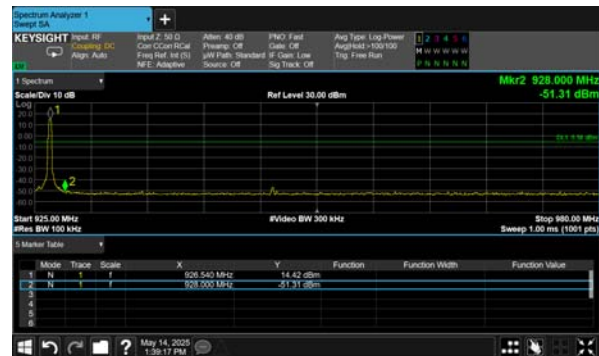 Spectrum Analyzer 1
Swept SA
+
KEYSIGHT Input: RF Input Z: 50 Ω Atten: 40 dB PNO: Fast Avg Type: Log-Power 1 2 3 4 5 6
Coupling: DC Corr CCorr RCal Preamp: Off Gate: Off Avg|Hold >100/100 M W W W W W
Align: Auto Freq Ref: Int (S) µW Path: Standard IF Gain: Low Trig: Free Run
NFE: Adaptive Source: Off Sig Track: Off P N N N N N
1 Spectrum
Mkr2 928.000 MHz
Scale/Div 10 dB Ref Level 30.00 dBm -51.31 dBm
Log
20.0
10.0
0.00
-10.0
-20.0
-30.0
-40.0
-50.0
-60.0
1
2
Start 925.00 MHz #Video BW 300 kHz Stop 980.00 MHz
#Res BW 100 kHz Sweep 1.00 ms (1001 pts)
5 Marker Table
Mode Trace Scale X Y Function Function Width Function Value
1 N 1 f 926.540 MHz 14.42 dBm
2 N 1 f 928.000 MHz -51.31 dBm
3
4
5
6
? May 14, 2025
1:39:17 PM